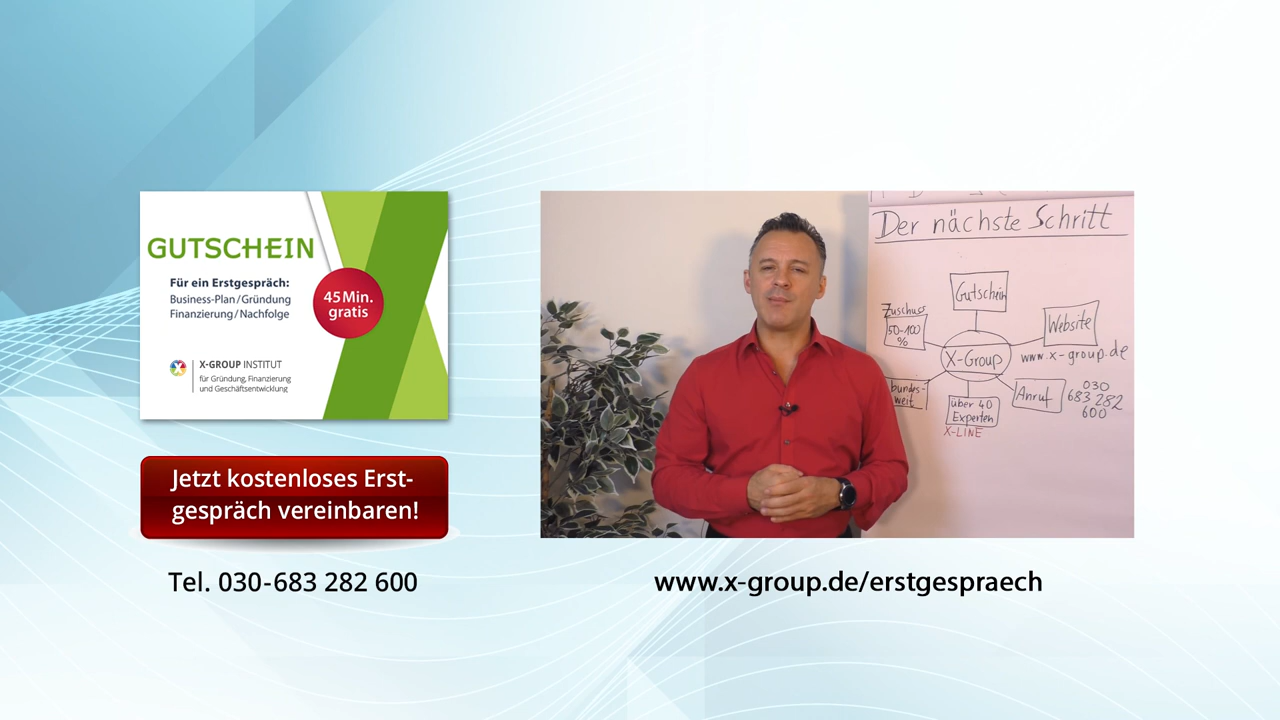 GUTSCHEIN
Für ein Erstgespräch:
Business-Plan/Gründung
Finanzierung/Nachfolge
45 Min.
gratis
X-GROUP INSTITUT
für Gründung, Finanzierung
und Geschäftsentwicklung
Jetzt kostenloses Erst-
gespräch vereinbaren!
Tel. 030-683 282 600
Der nächste Schritt
Gutschein
Zuschuss
50-100
%
Website
www.x-group.de
X-Group
bundes-
weit
über 40
Experten
X-LINE
Anruf
030
683 282
600
www.x-group.de/erstgespraech